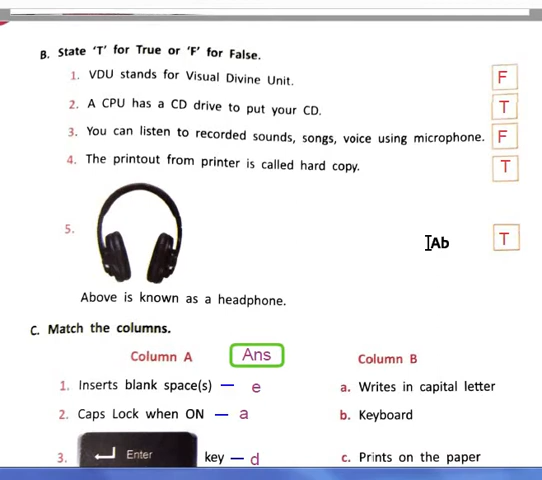 B. State ‘T’ for True or ‘F’ for False.
1. VDU stands for Visual Divine Unit. F
2. A CPU has a CD drive to put your CD. T
3. You can listen to recorded sounds, songs, voice using microphone. F
4. The printout from printer is called hard copy. T
5. Ab T
Above is known as a headphone.
C. Match the columns.
Column A Ans Column B
1. Inserts blank space(s) – e a. Writes in capital letter
2. Caps Lock when ON – a b. Keyboard
3. Enter key – d c. Prints on the paper